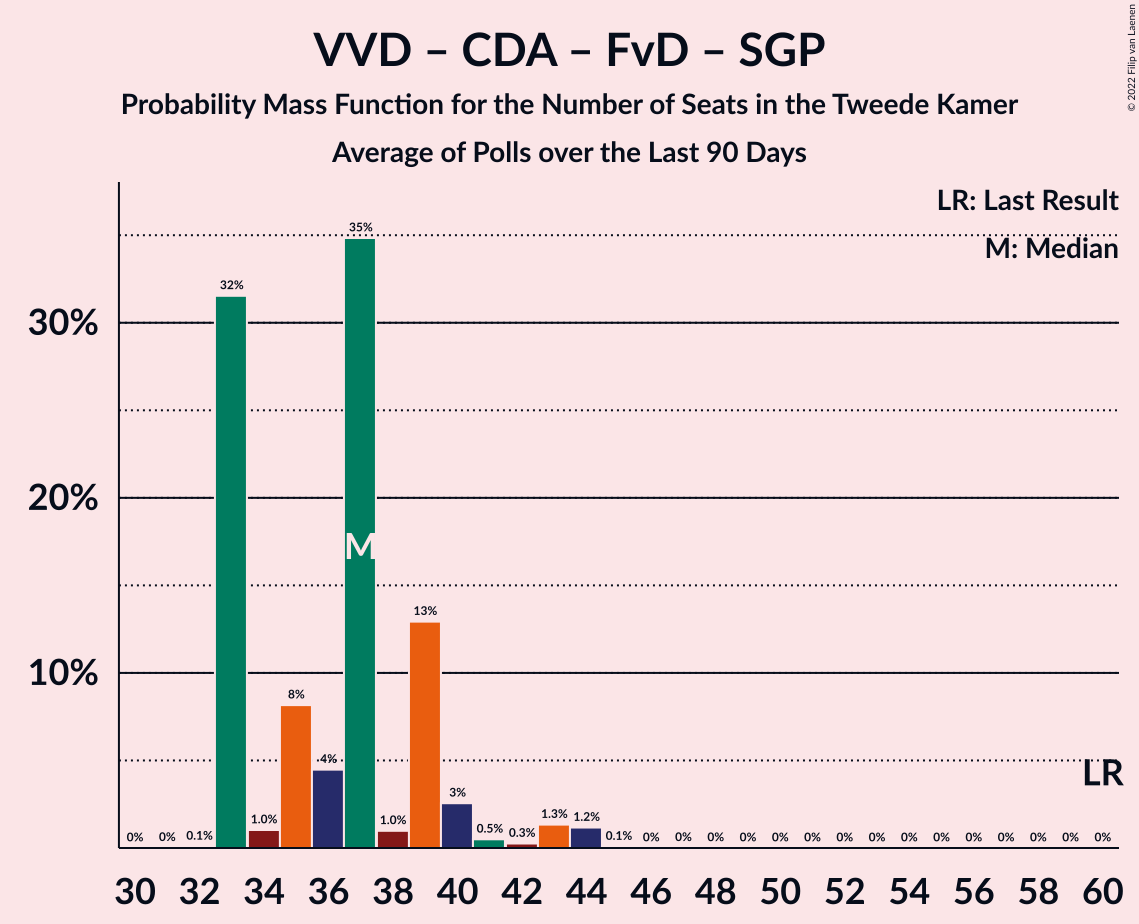 VVD – CDA – FvD – SGP
Probability Mass Function for the Number of Seats in the Tweede Kamer
Average of Polls over the Last 90 Days
© 2022 Filip van Laenen
LR: Last Result
M: Median
30%
20%
10%
0% 0% 0.1% 32% 1.0% 8% 4% 35% 1.0% 13% 3% 0.5% 0.3% 1.3% 1.2% 0.1% 0% 0% 0% 0% 0% 0% 0% 0% 0% 0% 0% 0% 0% 0% 0%
M
LR
30 32 34 36 38 40 42 44 46 48 50 52 54 56 58 60